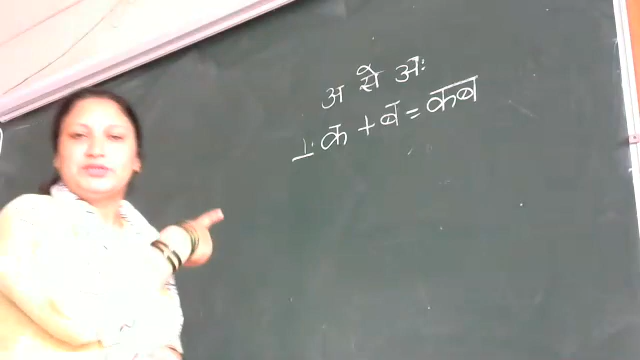 अ से अः
1. क + ब = कब